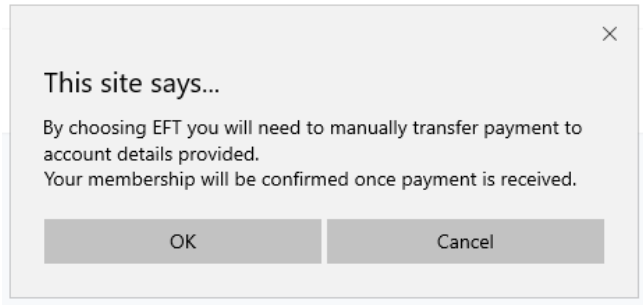 This site says...
By choosing EFT you will need to manually transfer payment to
account details provided.
Your membership will be confirmed once payment is received.
OK
Cancel